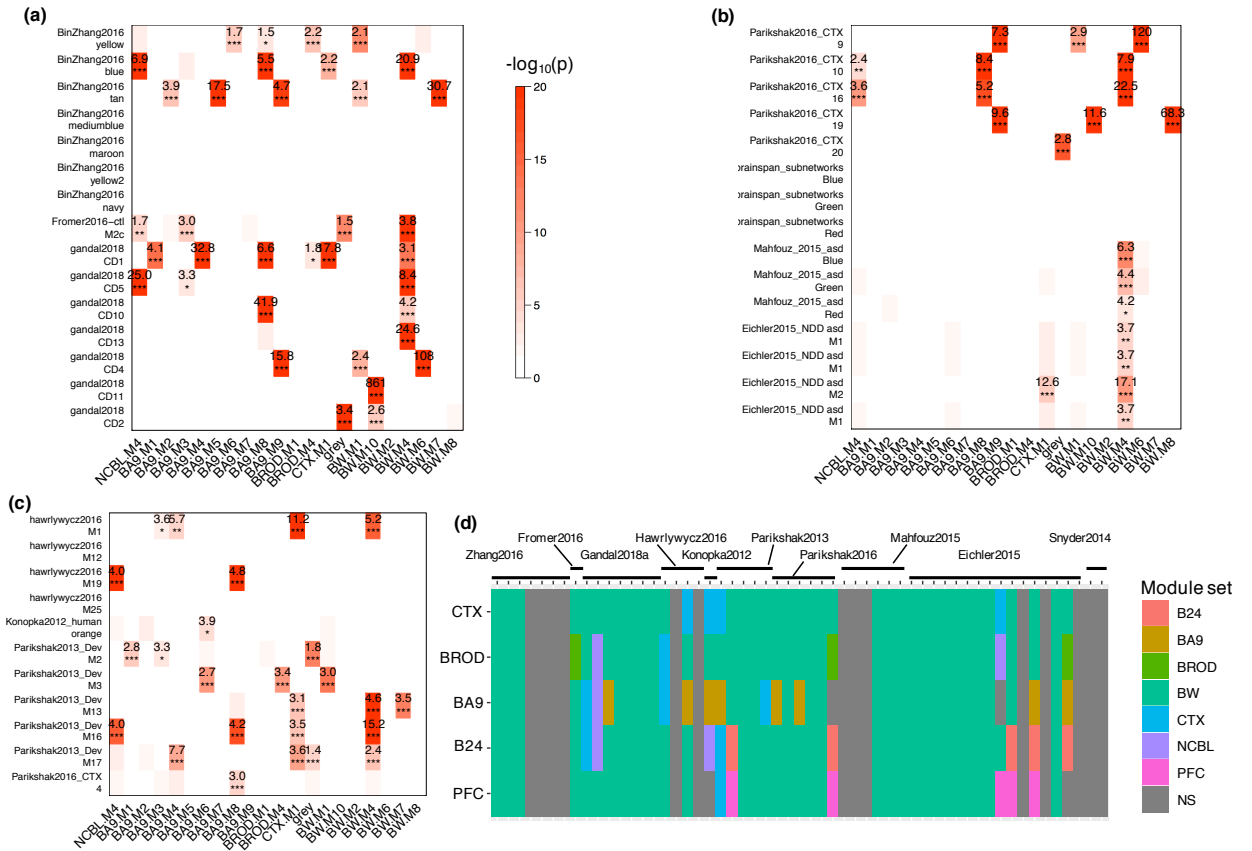 (a)
BinZhang2016
yellow
1.7 1.5 2.2 2.1
*** * *** ***
BinZhang2016
blue
6.9 5.5 2.2 20.9
*** *** *** ***
BinZhang2016
tan
3.9 17.5 4.7 2.1 30.7
*** *** *** *** ***
BinZhang2016
mediumblue
BinZhang2016
maroon
BinZhang2016
yellow2
BinZhang2016
navy
Fromer2016-ctl
M2c
1.7 3.0 1.5 3.8
** *** *** ***
gandal2018
CD1
4.1 32.8 6.6 1.8 17.8 3.1
*** *** *** * *** ***
gandal2018
CD5
25.0 3.3 8.4
*** * ***
gandal2018
CD10
41.9 4.2
*** ***
gandal2018
CD13
24.6
***
gandal2018
CD4
15.8 2.4 108
*** *** ***
gandal2018
CD11
861
***
gandal2018
CD2
3.4 2.6
*** ***
NCBL_M4
BA9.M1
BA9.M2
BA9.M3
BA9.M4
BA9.M5
BA9.M6
BA9.M7
BA9.M8
BA9.M9
BROD.M1
BROD.M4
CTX.M1
grey
BW.M1
BW.M10
BW.M2
BW.M4
BW.M6
BW.M7
BW.M8
-log10(p)
20
15
10
5
0
(b)
Parikshak2016_CTX
9
7.3 2.9 120
*** *** ***
Parikshak2016_CTX
10
2.4 8.4 7.9
** *** ***
Parikshak2016_CTX
16
3.6 5.2 22.5
*** *** ***
Parikshak2016_CTX
19
9.6 11.6 68.3
*** *** ***
Parikshak2016_CTX
20
2.8
***
brainspan_subnetworks
Blue
brainspan_subnetworks
Green
brainspan_subnetworks
Red
Mahfouz_2015_asd
Blue
6.3
***
Mahfouz_2015_asd
Green
4.4
***
Mahfouz_2015_asd
Red
4.2
*
Eichler2015_NDD asd
M1
3.7
**
Eichler2015_NDD asd
M1
3.7
**
Eichler2015_NDD asd
M2
12.6 17.1
*** ***
Eichler2015_NDD asd
M1
3.7
**
NCBL_M4
BA9.M1
BA9.M2
BA9.M3
BA9.M4
BA9.M5
BA9.M6
BA9.M7
BA9.M8
BA9.M9
BROD.M1
BROD.M4
CTX.M1
grey
BW.M1
BW.M10
BW.M2
BW.M4
BW.M6
BW.M7
BW.M8
(c)
hawrlywycz2016
M1
3.6 5.7 11.2 5.2
* ** *** ***
hawrlywycz2016
M12
hawrlywycz2016
M19
4.0 4.8
*** ***
hawrlywycz2016
M25
Konopka2012_human
orange
3.9
*
Parikshak2013_Dev
M2
2.8 3.3 1.8
*** * ***
Parikshak2013_Dev
M3
2.7 3.4 3.0
*** *** ***
Parikshak2013_Dev
M13
3.1 4.6 3.5
*** *** ***
Parikshak2013_Dev
M16
4.0 4.2 3.5 15.2
*** *** *** ***
Parikshak2013_Dev
M17
7.7 3.6 1.4 2.4
*** *** *** ***
Parikshak2016_CTX
4
3.0
***
NCBL_M4
BA9.M1
BA9.M2
BA9.M3
BA9.M4
BA9.M5
BA9.M6
BA9.M7
BA9.M8
BA9.M9
BROD.M1
BROD.M4
CTX.M1
grey
BW.M1
BW.M10
BW.M2
BW.M4
BW.M7
BW.M8
(d)
Fromer2016 Hawrlywycz2016 Parikshak2013 Mahfouz2015 Snyder2014
Zhang2016 Gandal2018a Konopka2012 Parikshak2016 Eichler2015
CTX
BROD
BA9
B24
PFC
Module set
B24
BA9
BROD
BW
CTX
NCBL
PFC
NS